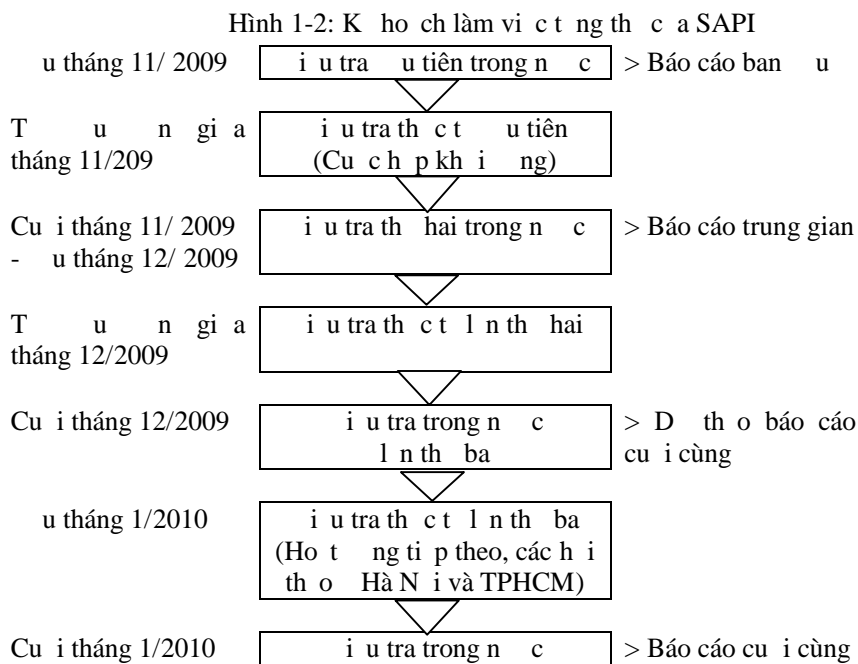 Hình 1-2: K ho ch làm vi c t ng th c a SAPI
u tháng 11/ 2009
i u tra u tiên trong n c
> Báo cáo ban u
T u n gi a
tháng 11/209
i u tra th c t u tiên
(Cu c h p kh i ng)
Cu i tháng 11/ 2009
- u tháng 12/ 2009
i u tra th hai trong n c
> Báo cáo trung gian
T u n gi a
tháng 12/2009
i u tra th c t l n th hai
Cu i tháng 12/2009
i u tra trong n c
l n th ba
> D th o báo cáo
cu i cùng
u tháng 1/2010
i u tra th c t l n th ba
(Ho t ng ti p theo, các h i
th o Hà N i và TPHCM)
Cu i tháng 1/2010
i u tra trong n c
> Báo cáo cu i cùng